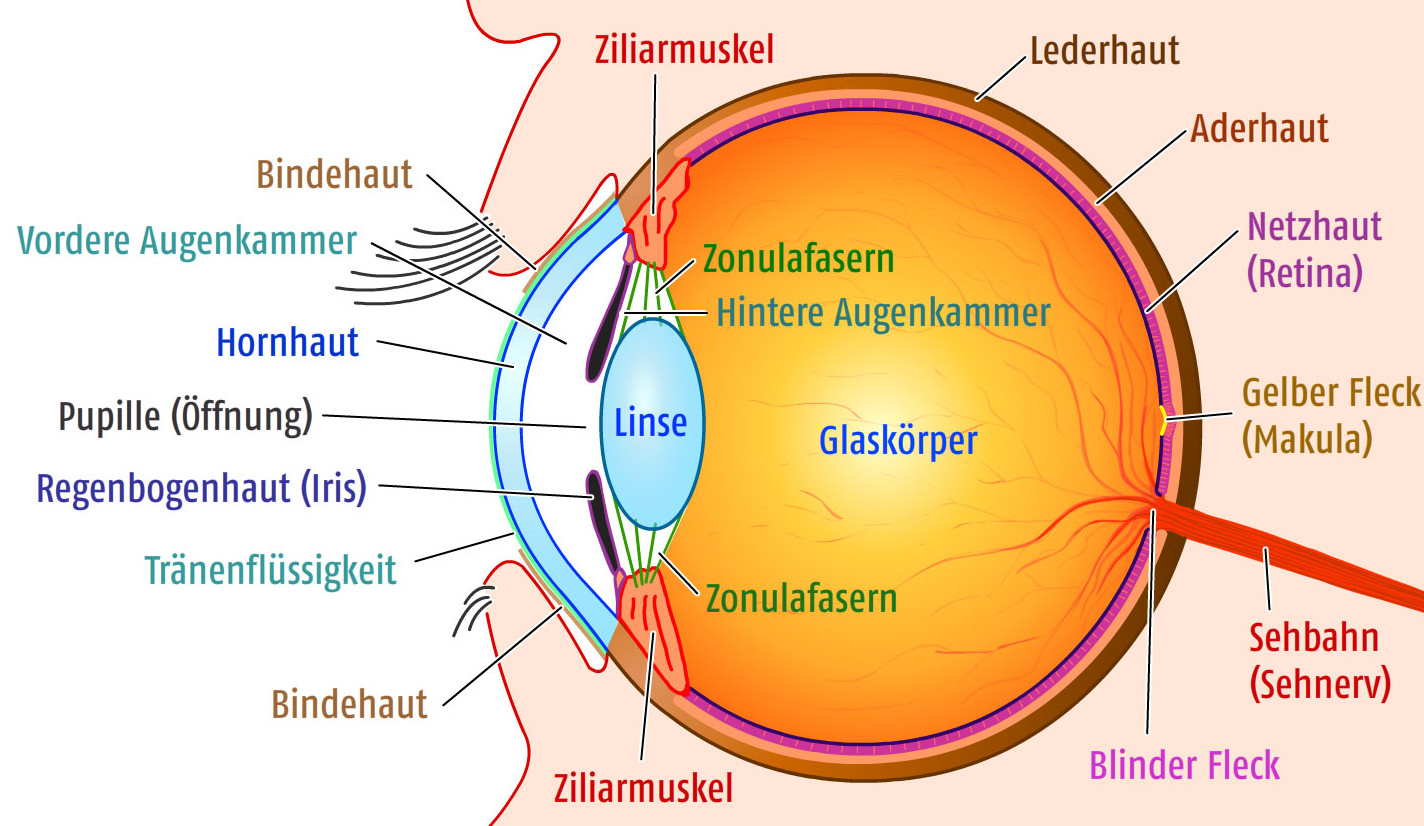 Ziliarmuskel
Lederhaut
Aderhaut
Bindehaut
Vordere Augenkammer
Netzhaut
(Retina)
Zonulafasern
Hintere Augenkammer
Hornhaut
Gelber Fleck
(Makula)
Pupille (Öffnung)
Linse
Glaskörper
Regenbogenhaut (Iris)
Tränenflüssigkeit
Zonulafasern
Sehbahn
(Sehnerv)
Bindehaut
Blinder Fleck
Ziliarmuskel